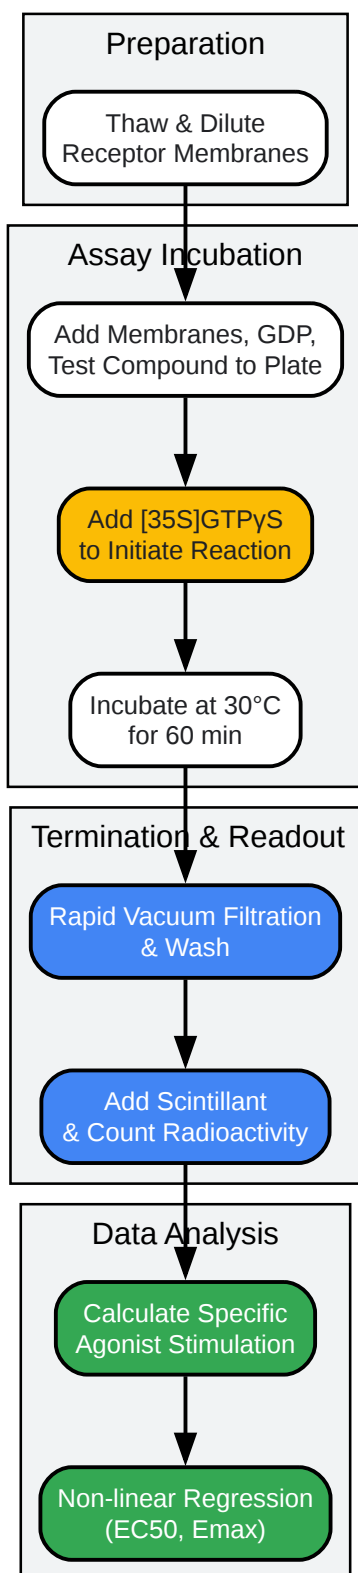 Preparation
Thaw & Dilute
Receptor Membranes
Assay Incubation
Add Membranes, GDP,
Test Compound to Plate
Add [35S]GTPγS
to Initiate Reaction
Incubate at 30°C
for 60 min
Termination & Readout
Rapid Vacuum Filtration
& Wash
Add Scintillant
& Count Radioactivity
Data Analysis
Calculate Specific
Agonist Stimulation
Non-linear Regression
(EC50, Emax)